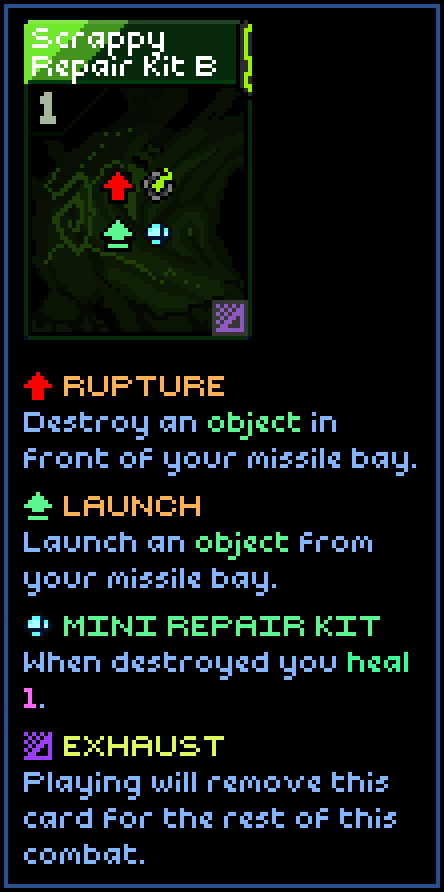 Scrappy
Repair Kit B
1
RUPTURE
Destroy an object in
front of your missile bay.
LAUNCH
Launch an object from
your missile bay.
MINI REPAIR KIT
When destroyed you heal
1.
EXHAUST
Playing will remove this
card for the rest of this
combat.